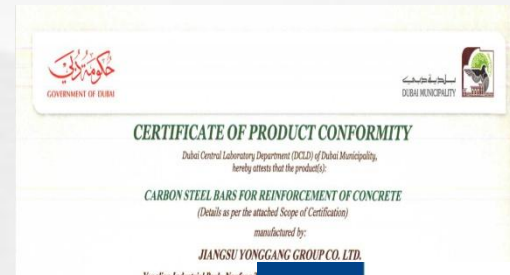 حكومة دبي
GOVERNMENT OF DUBAI
بلدية دبي
DUBAI MUNICIPALITY
CERTIFICATE OF PRODUCT CONFORMITY
Dubai Central Laboratory Department (DCLD) of Dubai Municipality,
hereby attests that the product(s):
CARBON STEEL BARS FOR REINFORCEMENT OF CONCRETE
(Details as per the attached Scope of Certification)
manufactured by:
JIANGSU YONGGANG GROUP CO. LTD.